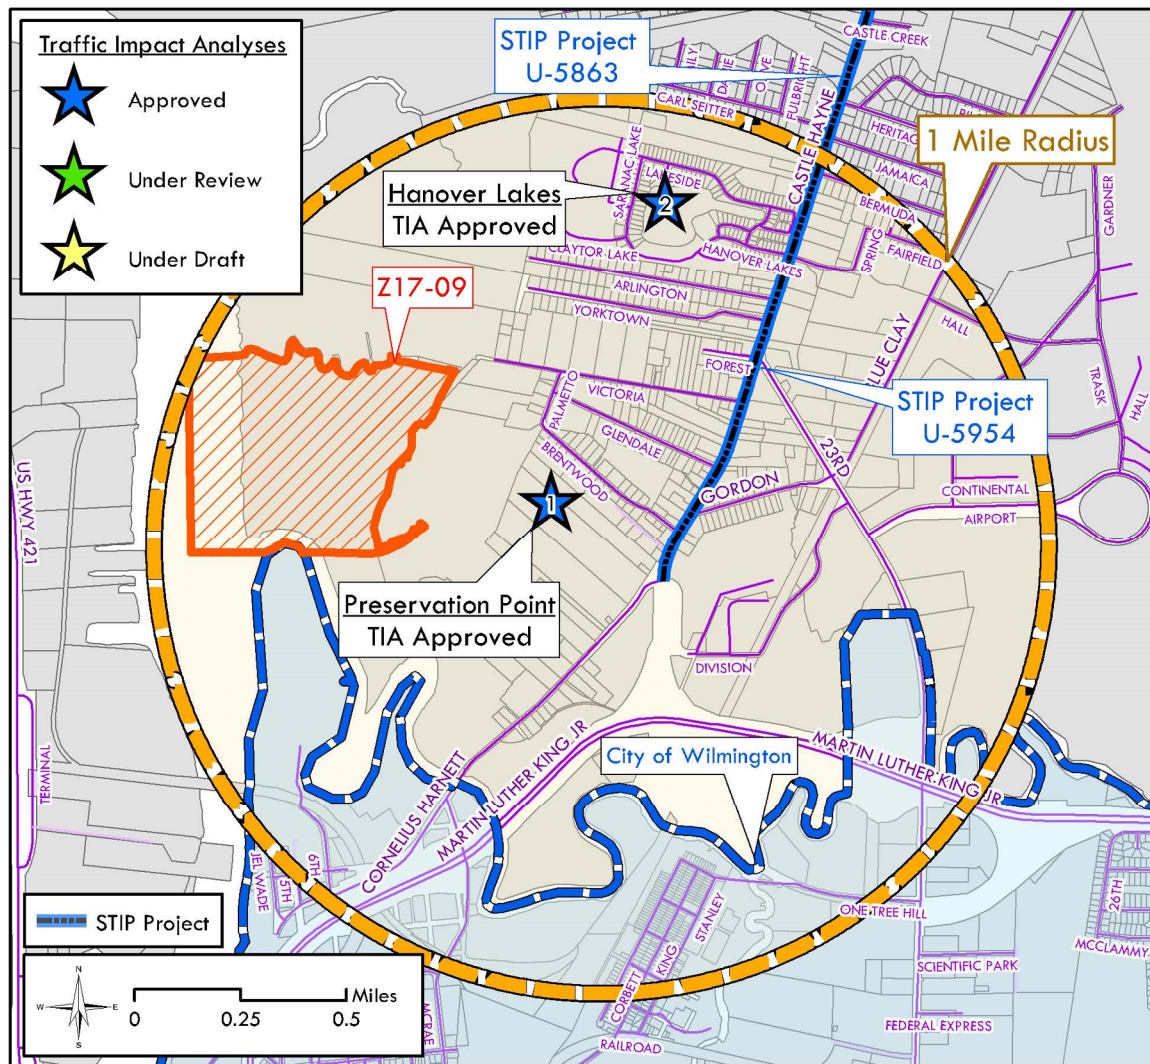 Traffic Impact Analyses
Approved
Under Review
Under Draft
STIP Project
U-5863
CASTLE CREEK
DAVIE
FULBRIGHT
CARL SEITTER
HERITAGE
JAMAICA
BERMUDA
CASTLE HAYNE
1 Mile Radius
GARDNER
SARANAC LAKE
LAKESIDE
2
Hanover Lakes
TIA Approved
CLAYTOR LAKE
HANOVER LAKES
SPRING
FAIRFIELD
ARLINGTON
YORKTOWN
Z17-09
HALL
BLUE CLAY
TRASK
HALL
FOREST
STIP Project
U-5954
PALMETTO
VICTORIA
GLENDALE
BRENTWOOD
GORDON
23RD
CONTINENTAL
AIRPORT
US HWY 421
1
Preservation Point
TIA Approved
DIVISION
MARTIN LUTHER KING JR
MARTIN LUTHER KING JR
City of Wilmington
CORNELIUS HARNETT
TERMINAL
JEL WADE
5TH
6TH
STANLEY
KING
CORBETT
RAILROAD
ONE TREE HILL
26TH
MCCLAMMY
SCIENTIFIC PARK
FEDERAL EXPRESS
MCRAE
STIP Project
N
W
E
S
Miles
0
0.25
0.5